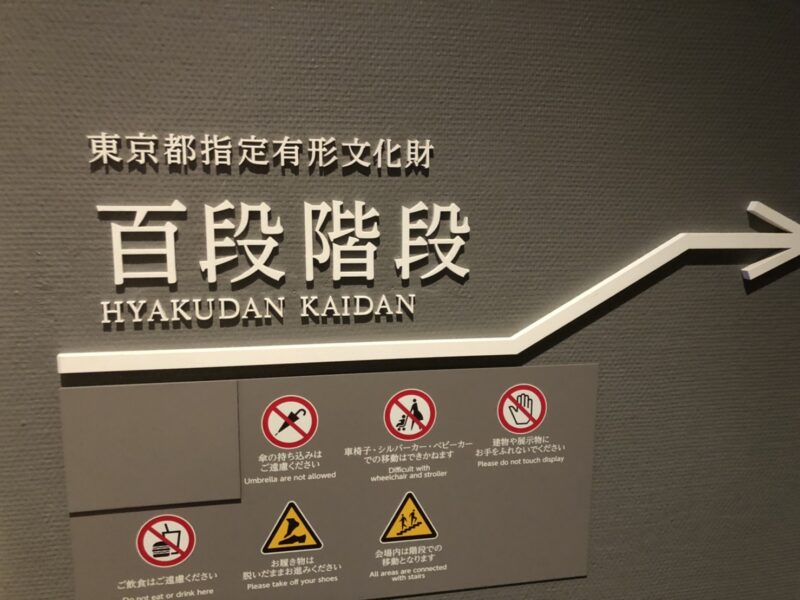 東京都指定有形文化財
百段階段
HYAKUDAN KAIDAN
傘の持ち込みは
ご遠慮ください
Umbrella are not allowed
車椅子・シルバーカー・ベビーカー
での移動はできかねます
Difficult with
wheelchair and stroller
建物や展示物に
お手をふれないでください
Please do not touch display
ご飲食はご遠慮ください
Do not eat or drink here
お履き物は
脱いだままお進みください
Please take off your shoes
会場内は階段での
移動となります
All areas are connected
with stairs